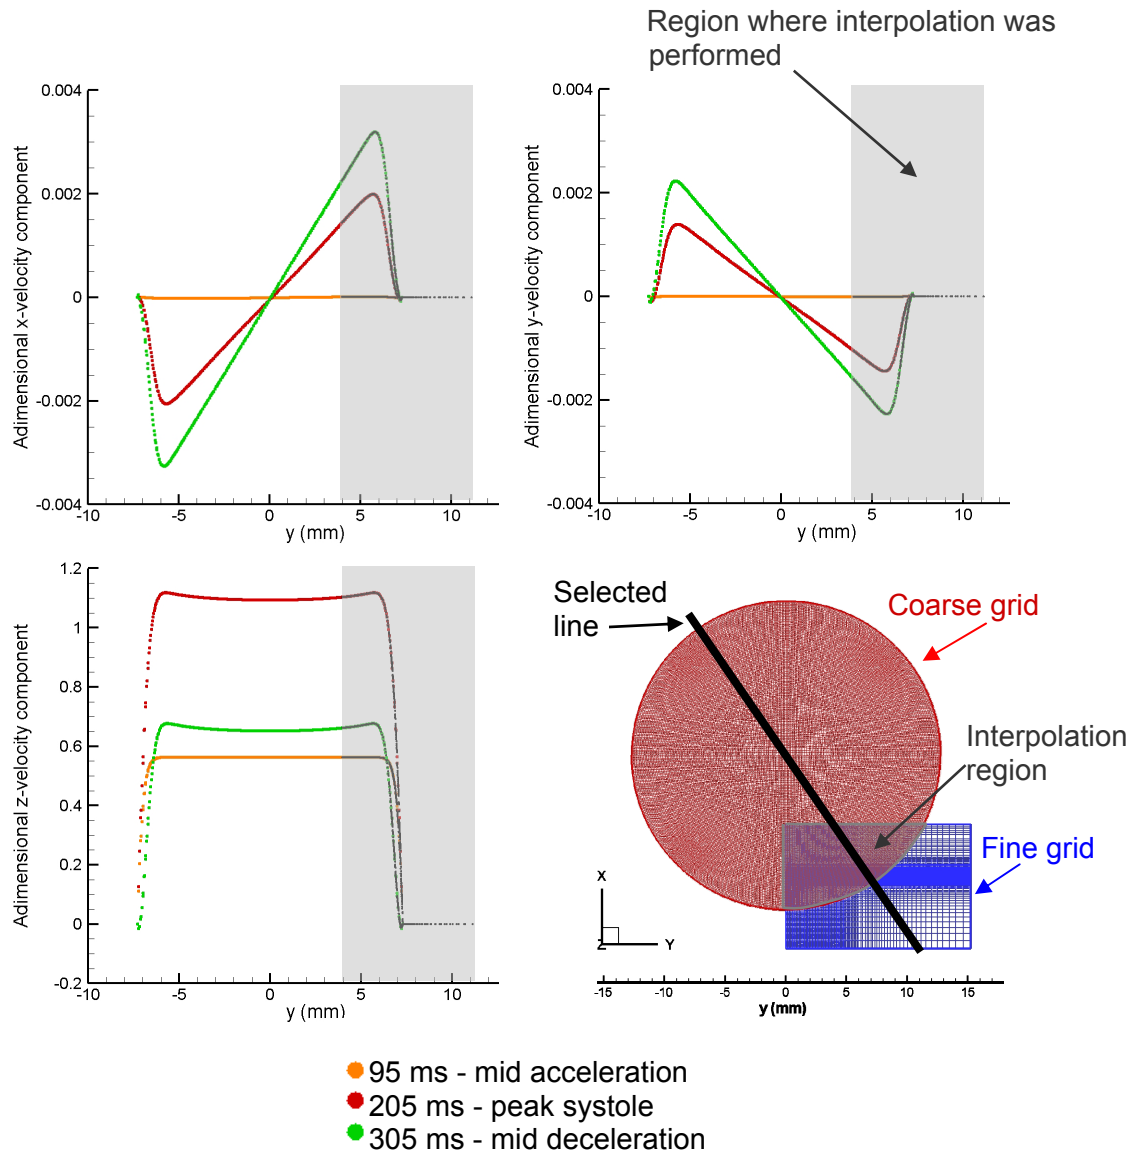 Region where interpolation was
performed
0.004
0.002
0
-0.002
-0.004
-10
-5
0
5
10
y (mm)
Adimensional x-velocity component
0.004
0.002
0
-0.002
-0.004
-10
-5
0
5
10
y (mm)
Adimensional y-velocity component
1.2
1
0.8
0.6
0.4
0.2
0
-0.2
-10
-5
0
5
10
y (mm)
Adimensional z-velocity component
Selected
line
Coarse grid
Interpolation
region
Fine grid
X
Z
Y
-15
-10
-5
0
5
10
15
y (mm)
95 ms - mid acceleration
205 ms - peak systole
305 ms - mid deceleration